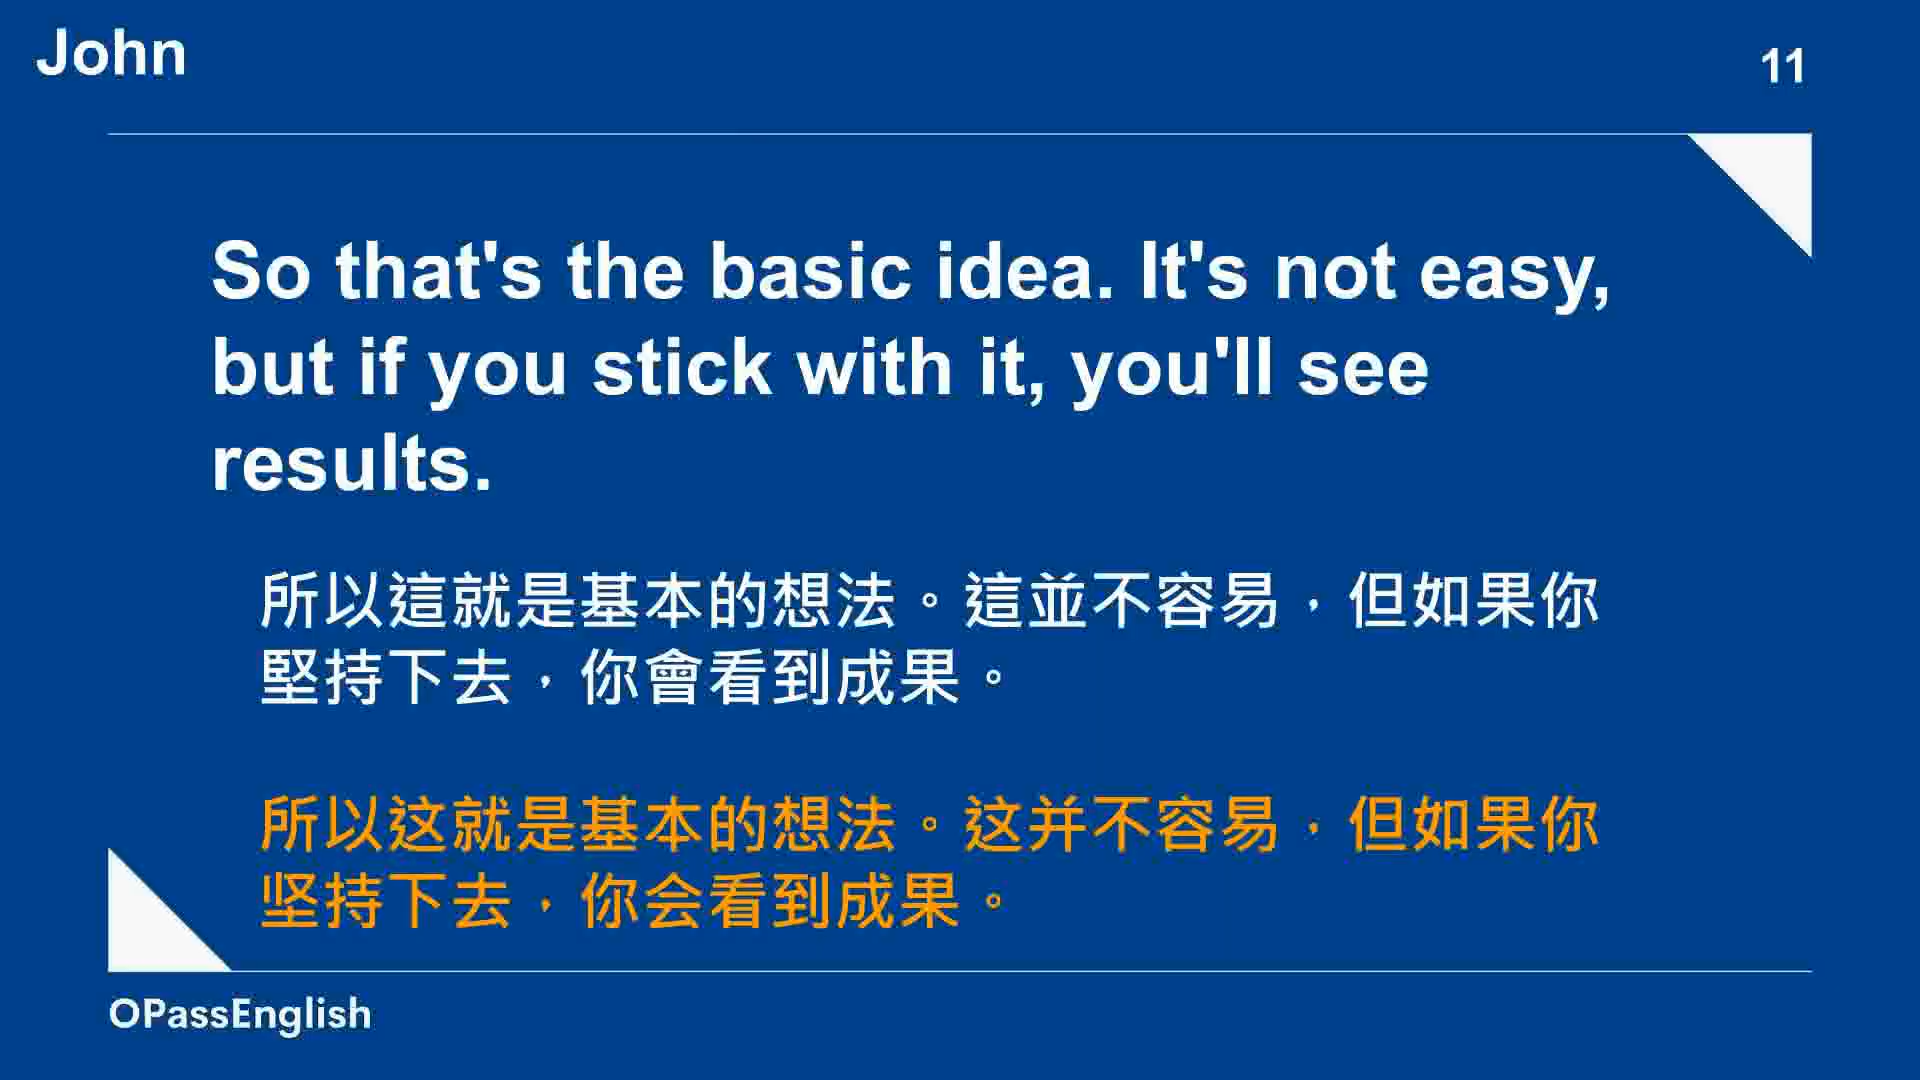 John
11
So that's the basic idea. It's not easy,
but if you stick with it, you'll see
results.
所以這就是基本的想法。這並不容易，但如果你
堅持下去，你會看到成果。
所以这就是基本的想法。这并不容易，但如果你
坚持下去，你会看到成果。
OPassEnglish